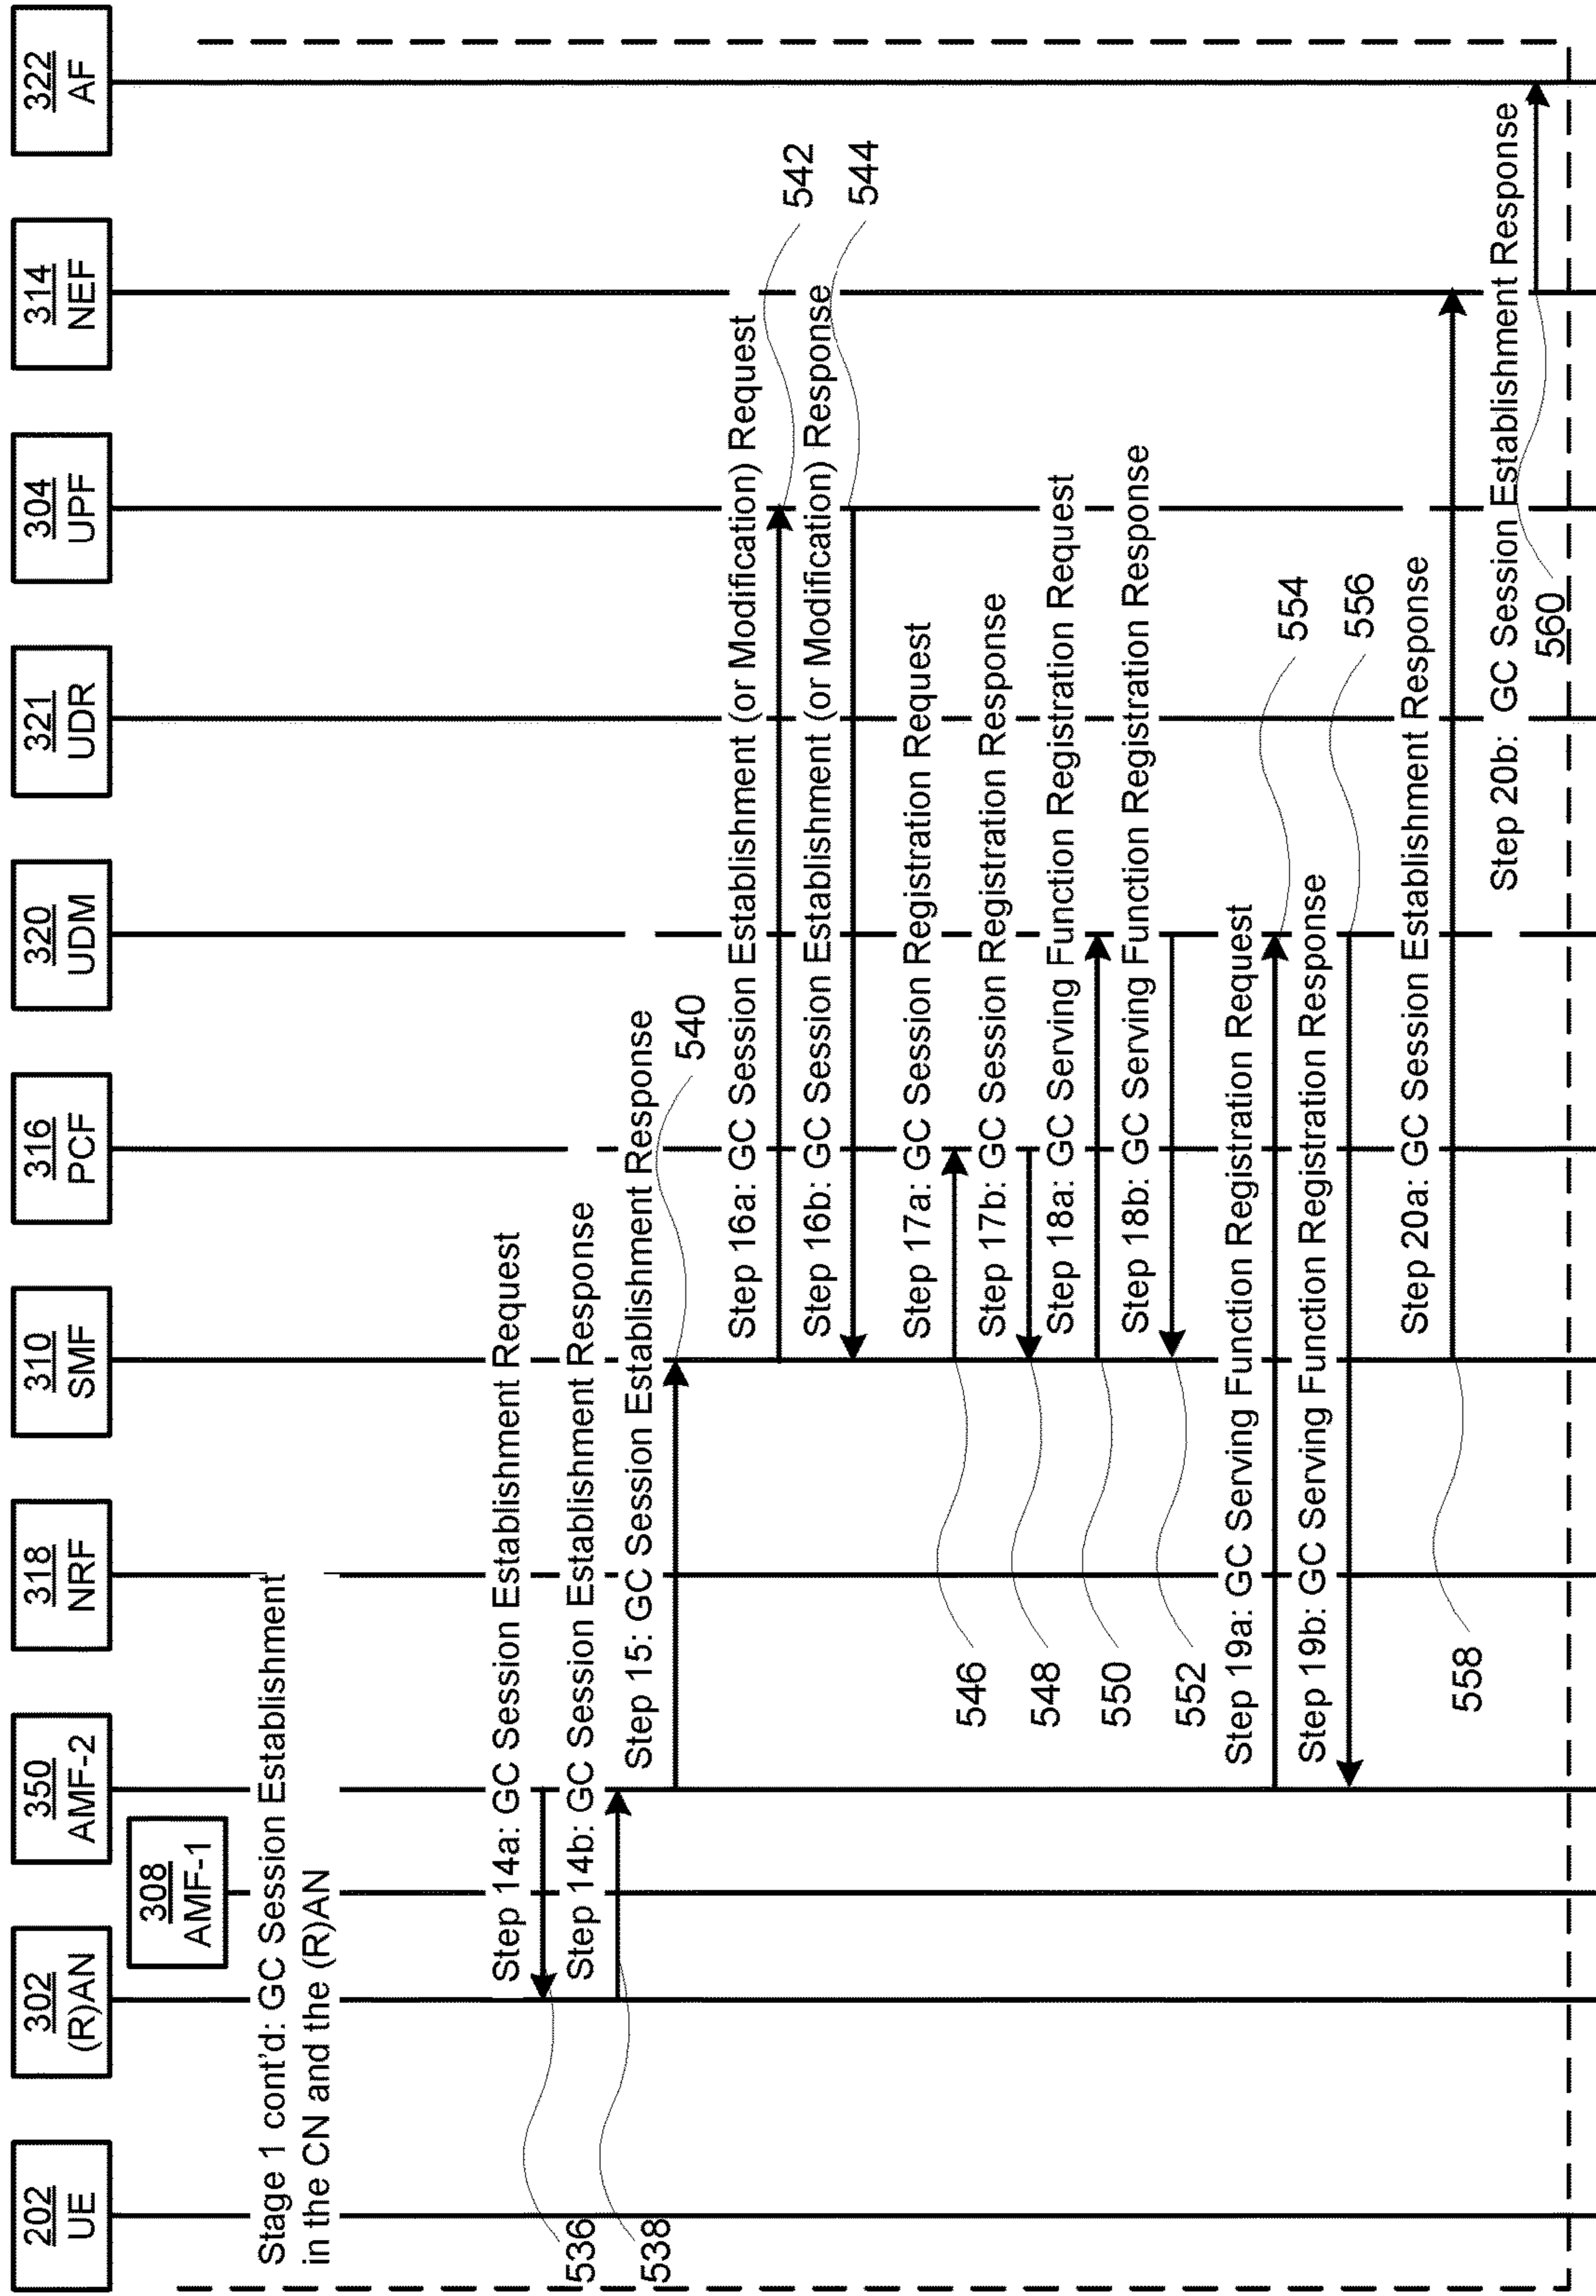 202
UE
302
(R)AN
308
AMF-1
350
AMF-2
318
NRF
310
SMF
316
PCF
320
UDM
321
UDR
304
UPF
314
NEF
322
AF
Stage 1 cont'd: GC Session Establishment
in the CN and the (R)AN
Step 14a: GC Session Establishment Request
536
Step 14b: GC Session Establishment Response
538
Step 15: GC Session Establishment Response
540
Step 16a: GC Session Establishment (or Modification) Request
542
Step 16b: GC Session Establishment (or Modification) Response
544
Step 17a: GC Session Registration Request
546
Step 17b: GC Session Registration Response
548
Step 18a: GC Serving Function Registration Request
550
Step 18b: GC Serving Function Registration Response
552
Step 19a: GC Serving Function Registration Request
554
Step 19b: GC Serving Function Registration Response
556
Step 20a: GC Session Establishment Response
558
Step 20b: GC Session Establishment Response
560